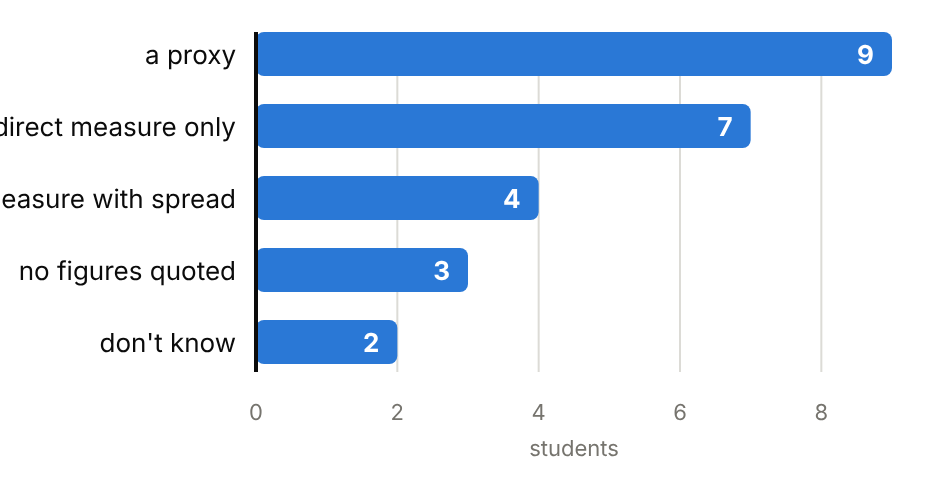 a proxy
9
direct measure only
7
measure with spread
4
no figures quoted
3
don't know
2
0 2 4 6 8
students